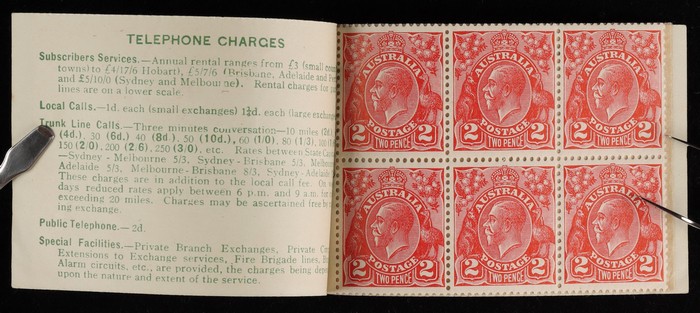 TELEPHONE CHARGES
Subscribers Services.—Annual rental ranges from £3 (small
towns) to £4/17/6 Hobart), £5/7/6 (Brisbane, Adelaide and
and £5/10/0 (Sydney and Melbourne). Rental charges for
lines are on a lower scale.
Local Calls.—1d. each (small exchanges) 1¼d. each (large
Trunk Line Calls.—Three minutes conversation—10 miles (2d)
(4d.), 30 (6d.) 40 (8d.), 50 (10d.), 60 (1/0), 80 (1/
150 (2/0), 200 (2/6), 250 (3/0), etc. Rates between State
—Sydney - Melbourne 5/3, Sydney - Brisbane 5/3,
Adelaide 5/3, Melbourne - Brisbane 8/3, Sydney -
These charges are in addition to the local call fee. On
days reduced rates apply between 6 p.m. and 9 a.m. for
exceeding 20 miles. Charges may be ascertained free
ing exchange.
Public Telephone.—2d.
Special Facilities.—Private Branch Exchanges, Private
Extensions to Exchange services, Fire Brigade lines,
Alarm circuits, etc., are provided, the charges being
upon the nature and extent of the service.
AUSTRALIA
POSTAGE
2 TWO PENCE 2
AUSTRALIA
POSTAGE
2 TWO PENCE 2
AUSTRALIA
POSTAGE
2 TWO PENCE 2
AUSTRALIA
POSTAGE
2 TWO PENCE 2
AUSTRALIA
POSTAGE
2 TWO PENCE 2
AUSTRALIA
POSTAGE
2 TWO PENCE 2